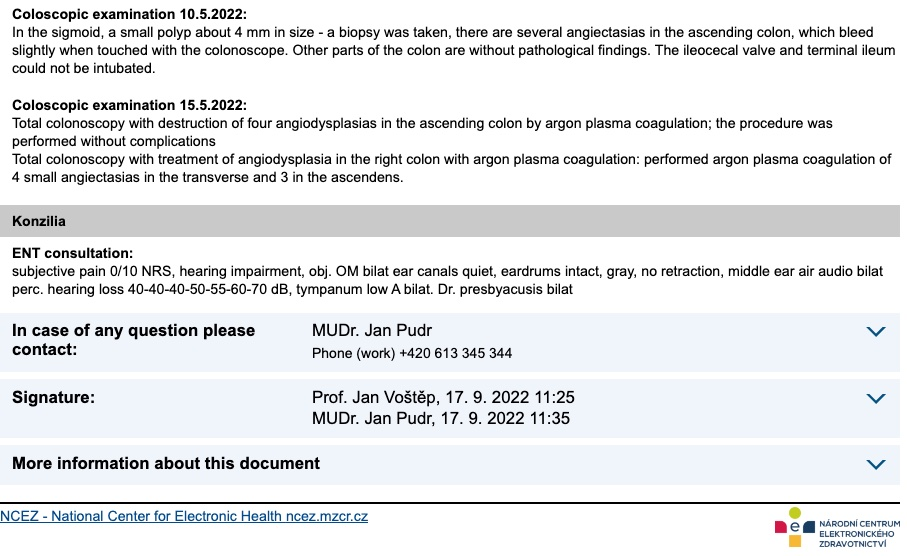 Coloscopic examination 10.5.2022:
In the sigmoid, a small polyp about 4 mm in size - a biopsy was taken, there are several angiectasias in the ascending colon, which bleed
slightly when touched with the colonoscope. Other parts of the colon are without pathological findings. The ileocecal valve and terminal ileum
could not be intubated.
Coloscopic examination 15.5.2022:
Total colonoscopy with destruction of four angiodysplasias in the ascending colon by argon plasma coagulation; the procedure was
performed without complications
Total colonoscopy with treatment of angiodysplasia in the right colon with argon plasma coagulation: performed argon plasma coagulation of
4 small angiectasias in the transverse and 3 in the ascendens.
Konzilia
ENT consultation:
subjective pain 0/10 NRS, hearing impairment, obj. OM bilat ear canals quiet, eardrums intact, gray, no retraction, middle ear air audio bilat
perc. hearing loss 40-40-40-50-55-60-70 dB, tympanum low A bilat. Dr. presbyacusis bilat
In case of any question please
contact:
MUDr. Jan Pudr
Phone (work) +420 613 345 344
Signature:
Prof. Jan Voštěp, 17. 9. 2022 11:25
MUDr. Jan Pudr, 17. 9. 2022 11:35
More information about this document
NCEZ - National Center for Electronic Health ncez.mzcr.cz
e
NÁRODNÍ CENTRUM
ELEKTRONICKÉHO
ZDRAVOTNICTVÍ